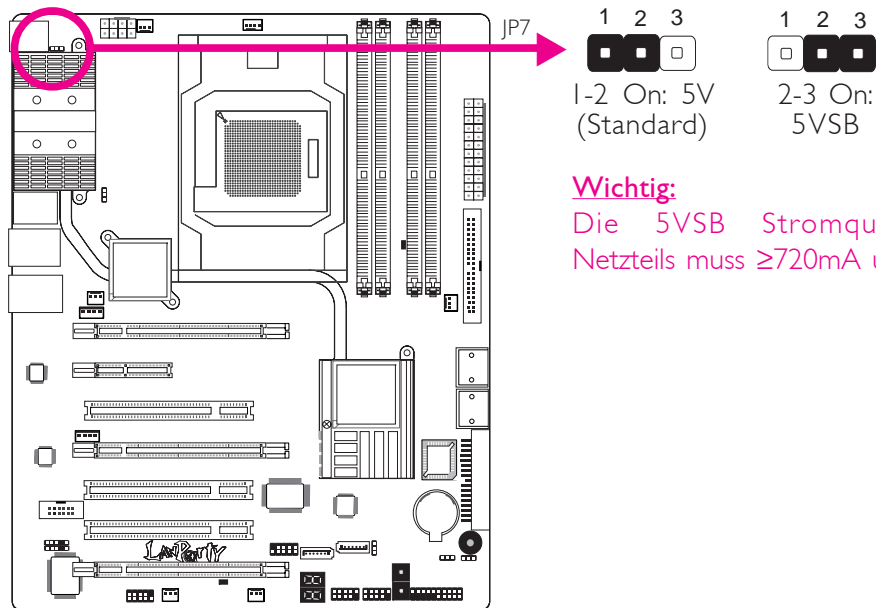 JP7
1 2 3
1 2 3
1-2 On: 5V
(Standard)
2-3 On:
5VSB
Wichtig:
Die 5VSB
Netzteils muss ≥720mA
LanParty